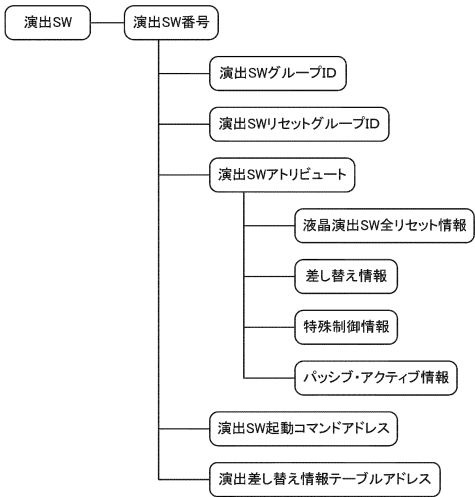 演出SW
演出SW番号
演出SWグループID
演出SWリセットグループID
演出SWアトリビュート
液晶演出SW全リセット情報
差し替え情報
特殊制御情報
パッシブ・アクティブ情報
演出SW起動コマンドアドレス
演出差し替え情報テーブルアドレス